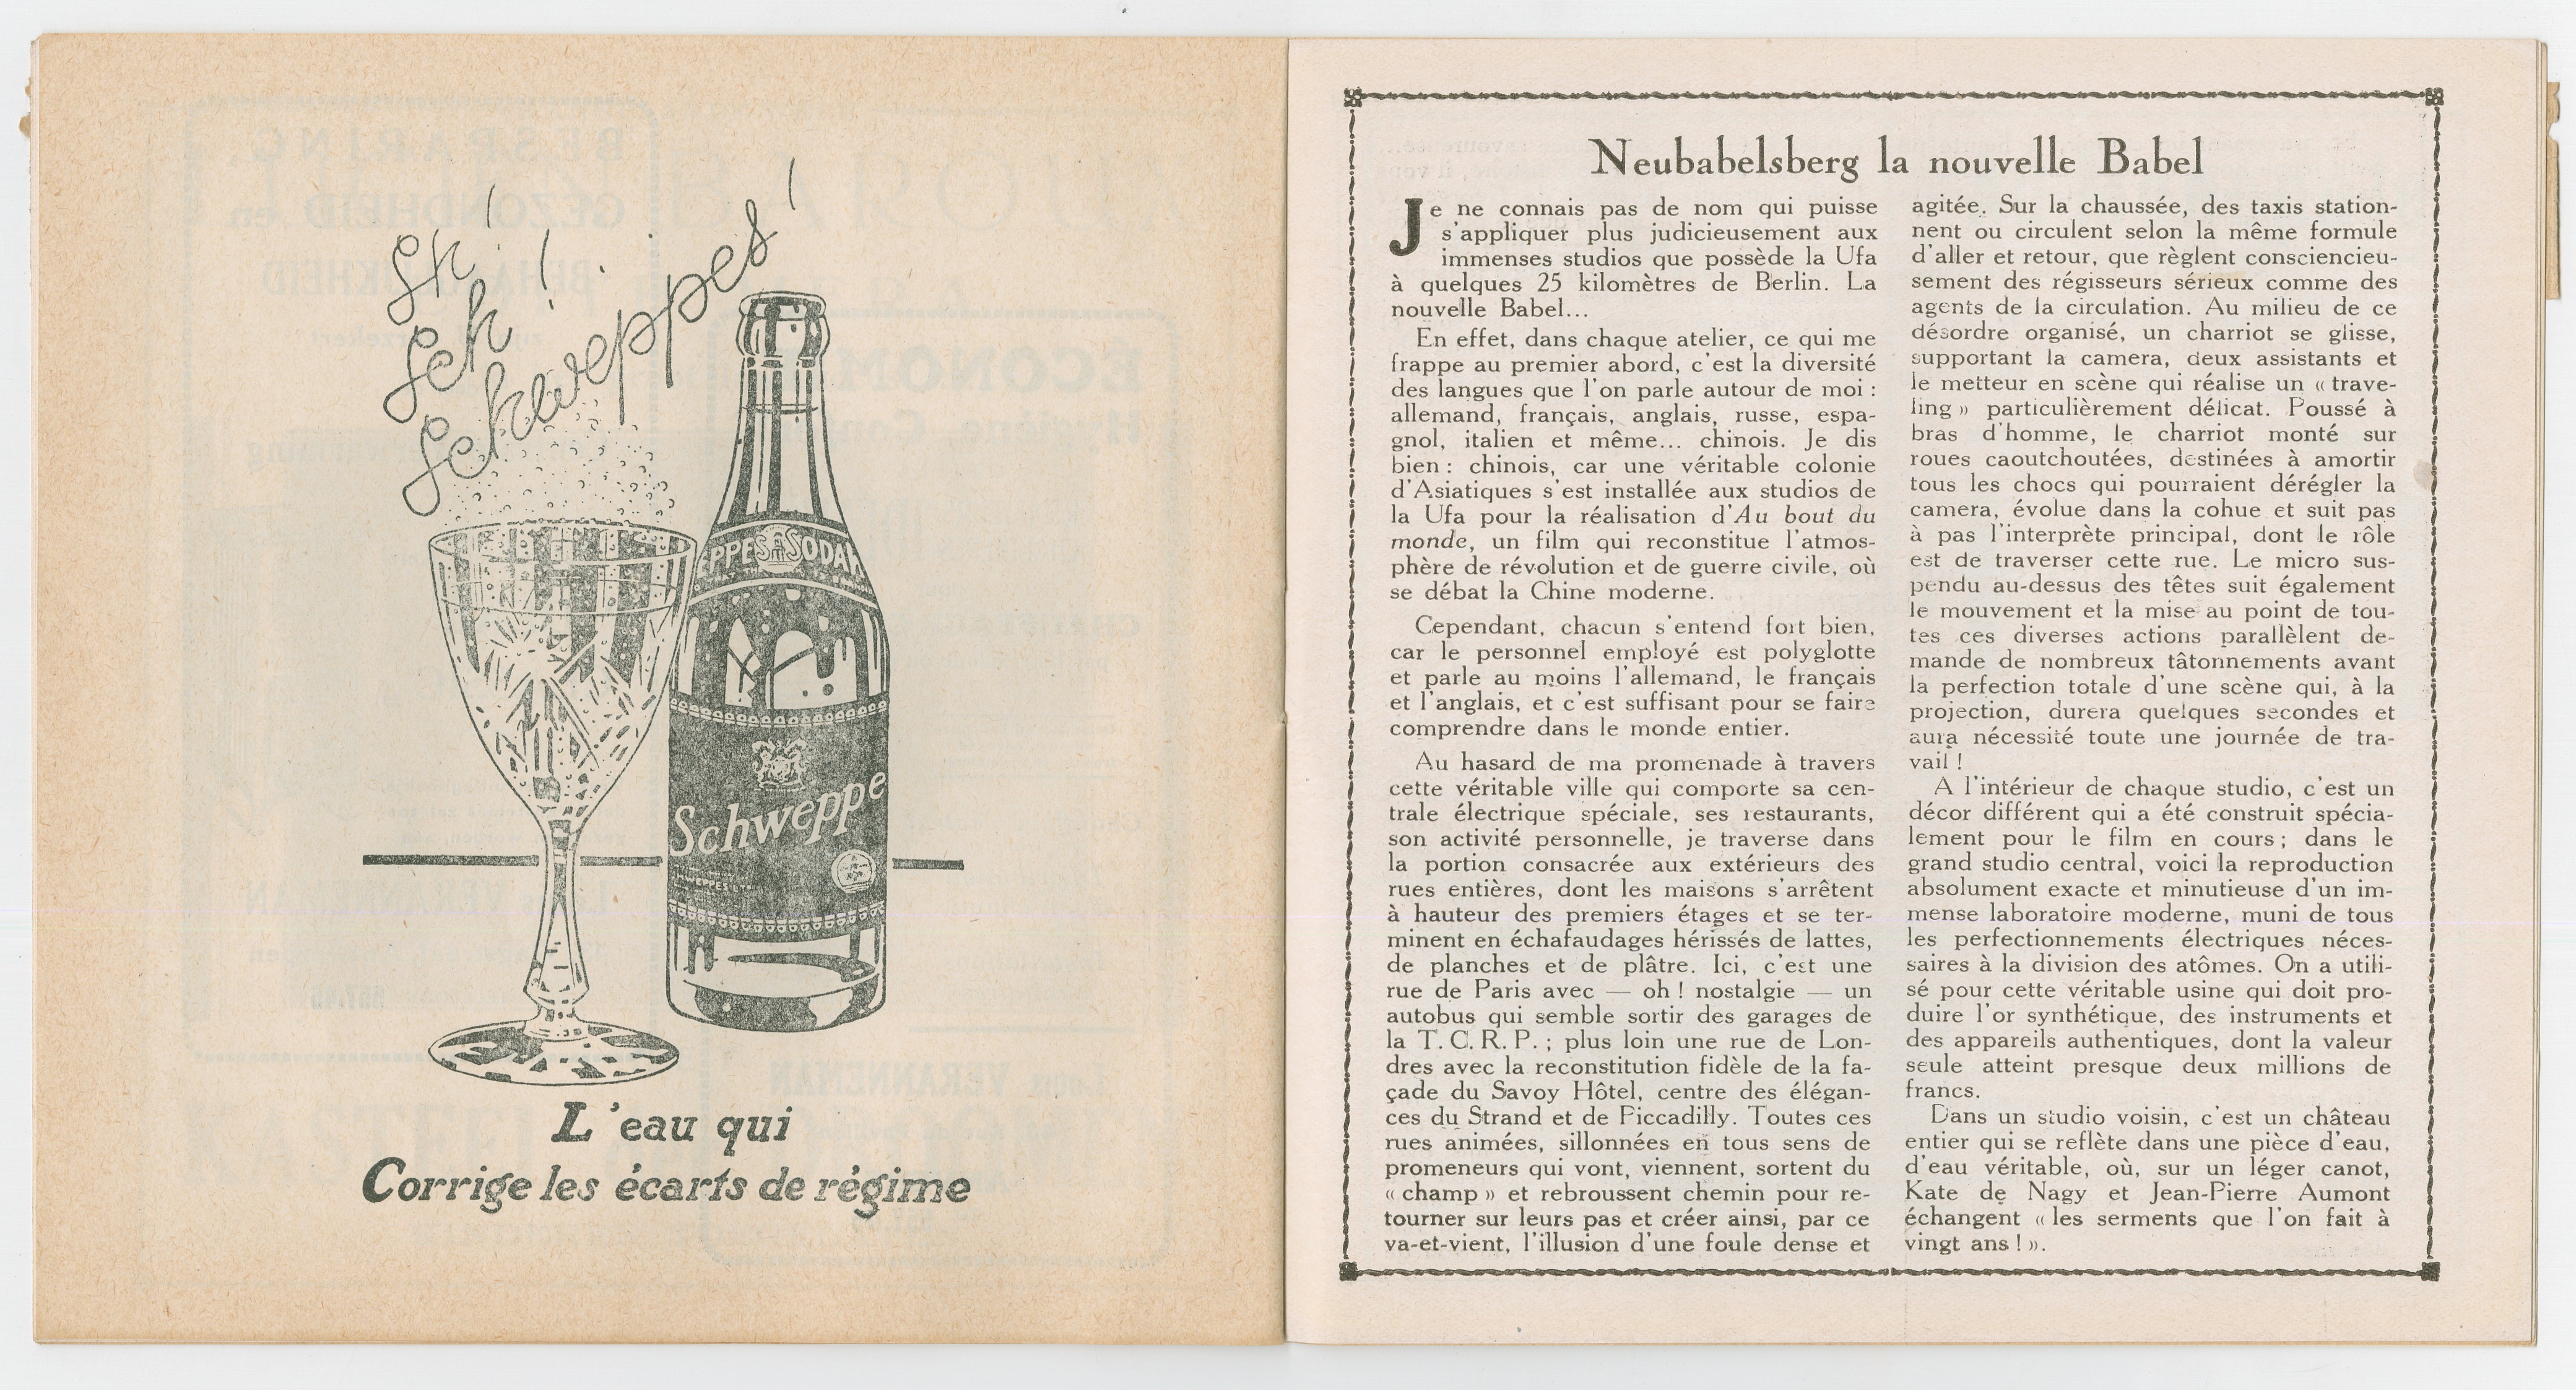 Sh !
Sch !
Schweppes !
EPPES SODA
Schweppe
L'eau qui
Corrige les écarts de régime
Neubabelsberg la nouvelle Babel
Je ne connais pas de nom qui puisse
s'appliquer plus judicieusement aux
immenses studios que possède la Ufa
à quelques 25 kilomètres de Berlin. La
nouvelle Babel...
En effet, dans chaque atelier, ce qui me
frappe au premier abord, c'est la diversité
des langues que l'on parle autour de moi :
allemand, français, anglais, russe, espa-
gnol, italien et même... chinois. Je dis
bien : chinois, car une véritable colonie
d'Asiatiques s'est installée aux studios de
la Ufa pour la réalisation d'Au bout du
monde, un film qui reconstitue l'atmos-
phère de révolution et de guerre civile, où
se débat la Chine moderne.
Cependant, chacun s'entend fort bien,
car le personnel employé est polyglotte
et parle au moins l'allemand, le français
et l'anglais, et c'est suffisant pour se faire
comprendre dans le monde entier.
Au hasard de ma promenade à travers
cette véritable ville qui comporte sa cen-
trale électrique spéciale, ses restaurants,
son activité personnelle, je traverse dans
la portion consacrée aux extérieurs des
rues entières, dont les maisons s'arrêtent
à hauteur des premiers étages et se ter-
minent en échafaudages hérissés de lattes,
de planches et de plâtre. Ici, c'est une
rue de Paris avec — oh ! nostalgie — un
autobus qui semble sortir des garages de
la T. C. R. P. ; plus loin une rue de Lon-
dres avec la reconstitution fidèle de la fa-
çade du Savoy Hôtel, centre des élégan-
ces du Strand et de Piccadilly. Toutes ces
rues animées, sillonnées en tous sens de
promeneurs qui vont, viennent, sortent du
« champ » et rebroussent chemin pour re-
tourner sur leurs pas et créer ainsi, par ce
va-et-vient, l'illusion d'une foule dense et
agitée. Sur la chaussée, des taxis station-
nent ou circulent selon la même formule
d'aller et retour, que règlent consciencieu-
sement des régisseurs sérieux comme des
agents de la circulation. Au milieu de ce
désordre organisé, un charriot se glisse,
supportant la camera, deux assistants et
le metteur en scène qui réalise un « trave-
ling » particulièrement délicat. Poussé à
bras d'homme, le charriot monté sur
roues caoutchoutées, destinées à amortir
tous les chocs qui pourraient dérégler la
camera, évolue dans la cohue et suit pas
à pas l'interprète principal, dont le rôle
est de traverser cette rue. Le micro sus-
pendu au-dessus des têtes suit également
le mouvement et la mise au point de tou-
tes ces diverses actions parallèlent de-
mande de nombreux tâtonnements avant
la perfection totale d'une scène qui, à la
projection, durera quelques secondes et
aura nécessité toute une journée de tra-
vail !
A l'intérieur de chaque studio, c'est un
décor différent qui a été construit spécia-
lement pour le film en cours ; dans le
grand studio central, voici la reproduction
absolument exacte et minutieuse d'un im-
mense laboratoire moderne, muni de tous
les perfectionnements électriques néces-
saires à la division des atômes. On a utili-
sé pour cette véritable usine qui doit pro-
duire l'or synthétique, des instruments et
des appareils authentiques, dont la valeur
seule atteint presque deux millions de
francs.
Dans un studio voisin, c'est un château
entier qui se reflète dans une pièce d'eau,
d'eau véritable, où, sur un léger canot,
Kate de Nagy et Jean-Pierre Aumont
échangent « les serments que l'on fait à
vingt ans ! ».